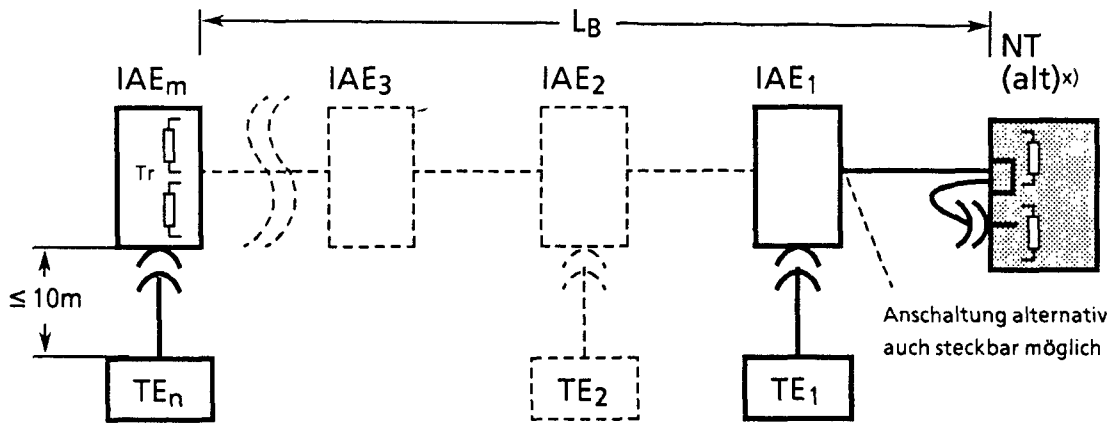 L_B
NT
(alt)ˣ⁾
IAE_m
IAE_3
IAE_2
IAE_1
Tr
≤ 10m
Anschaltung alternativ
auch steckbar möglich
TE_n
TE_2
TE_1